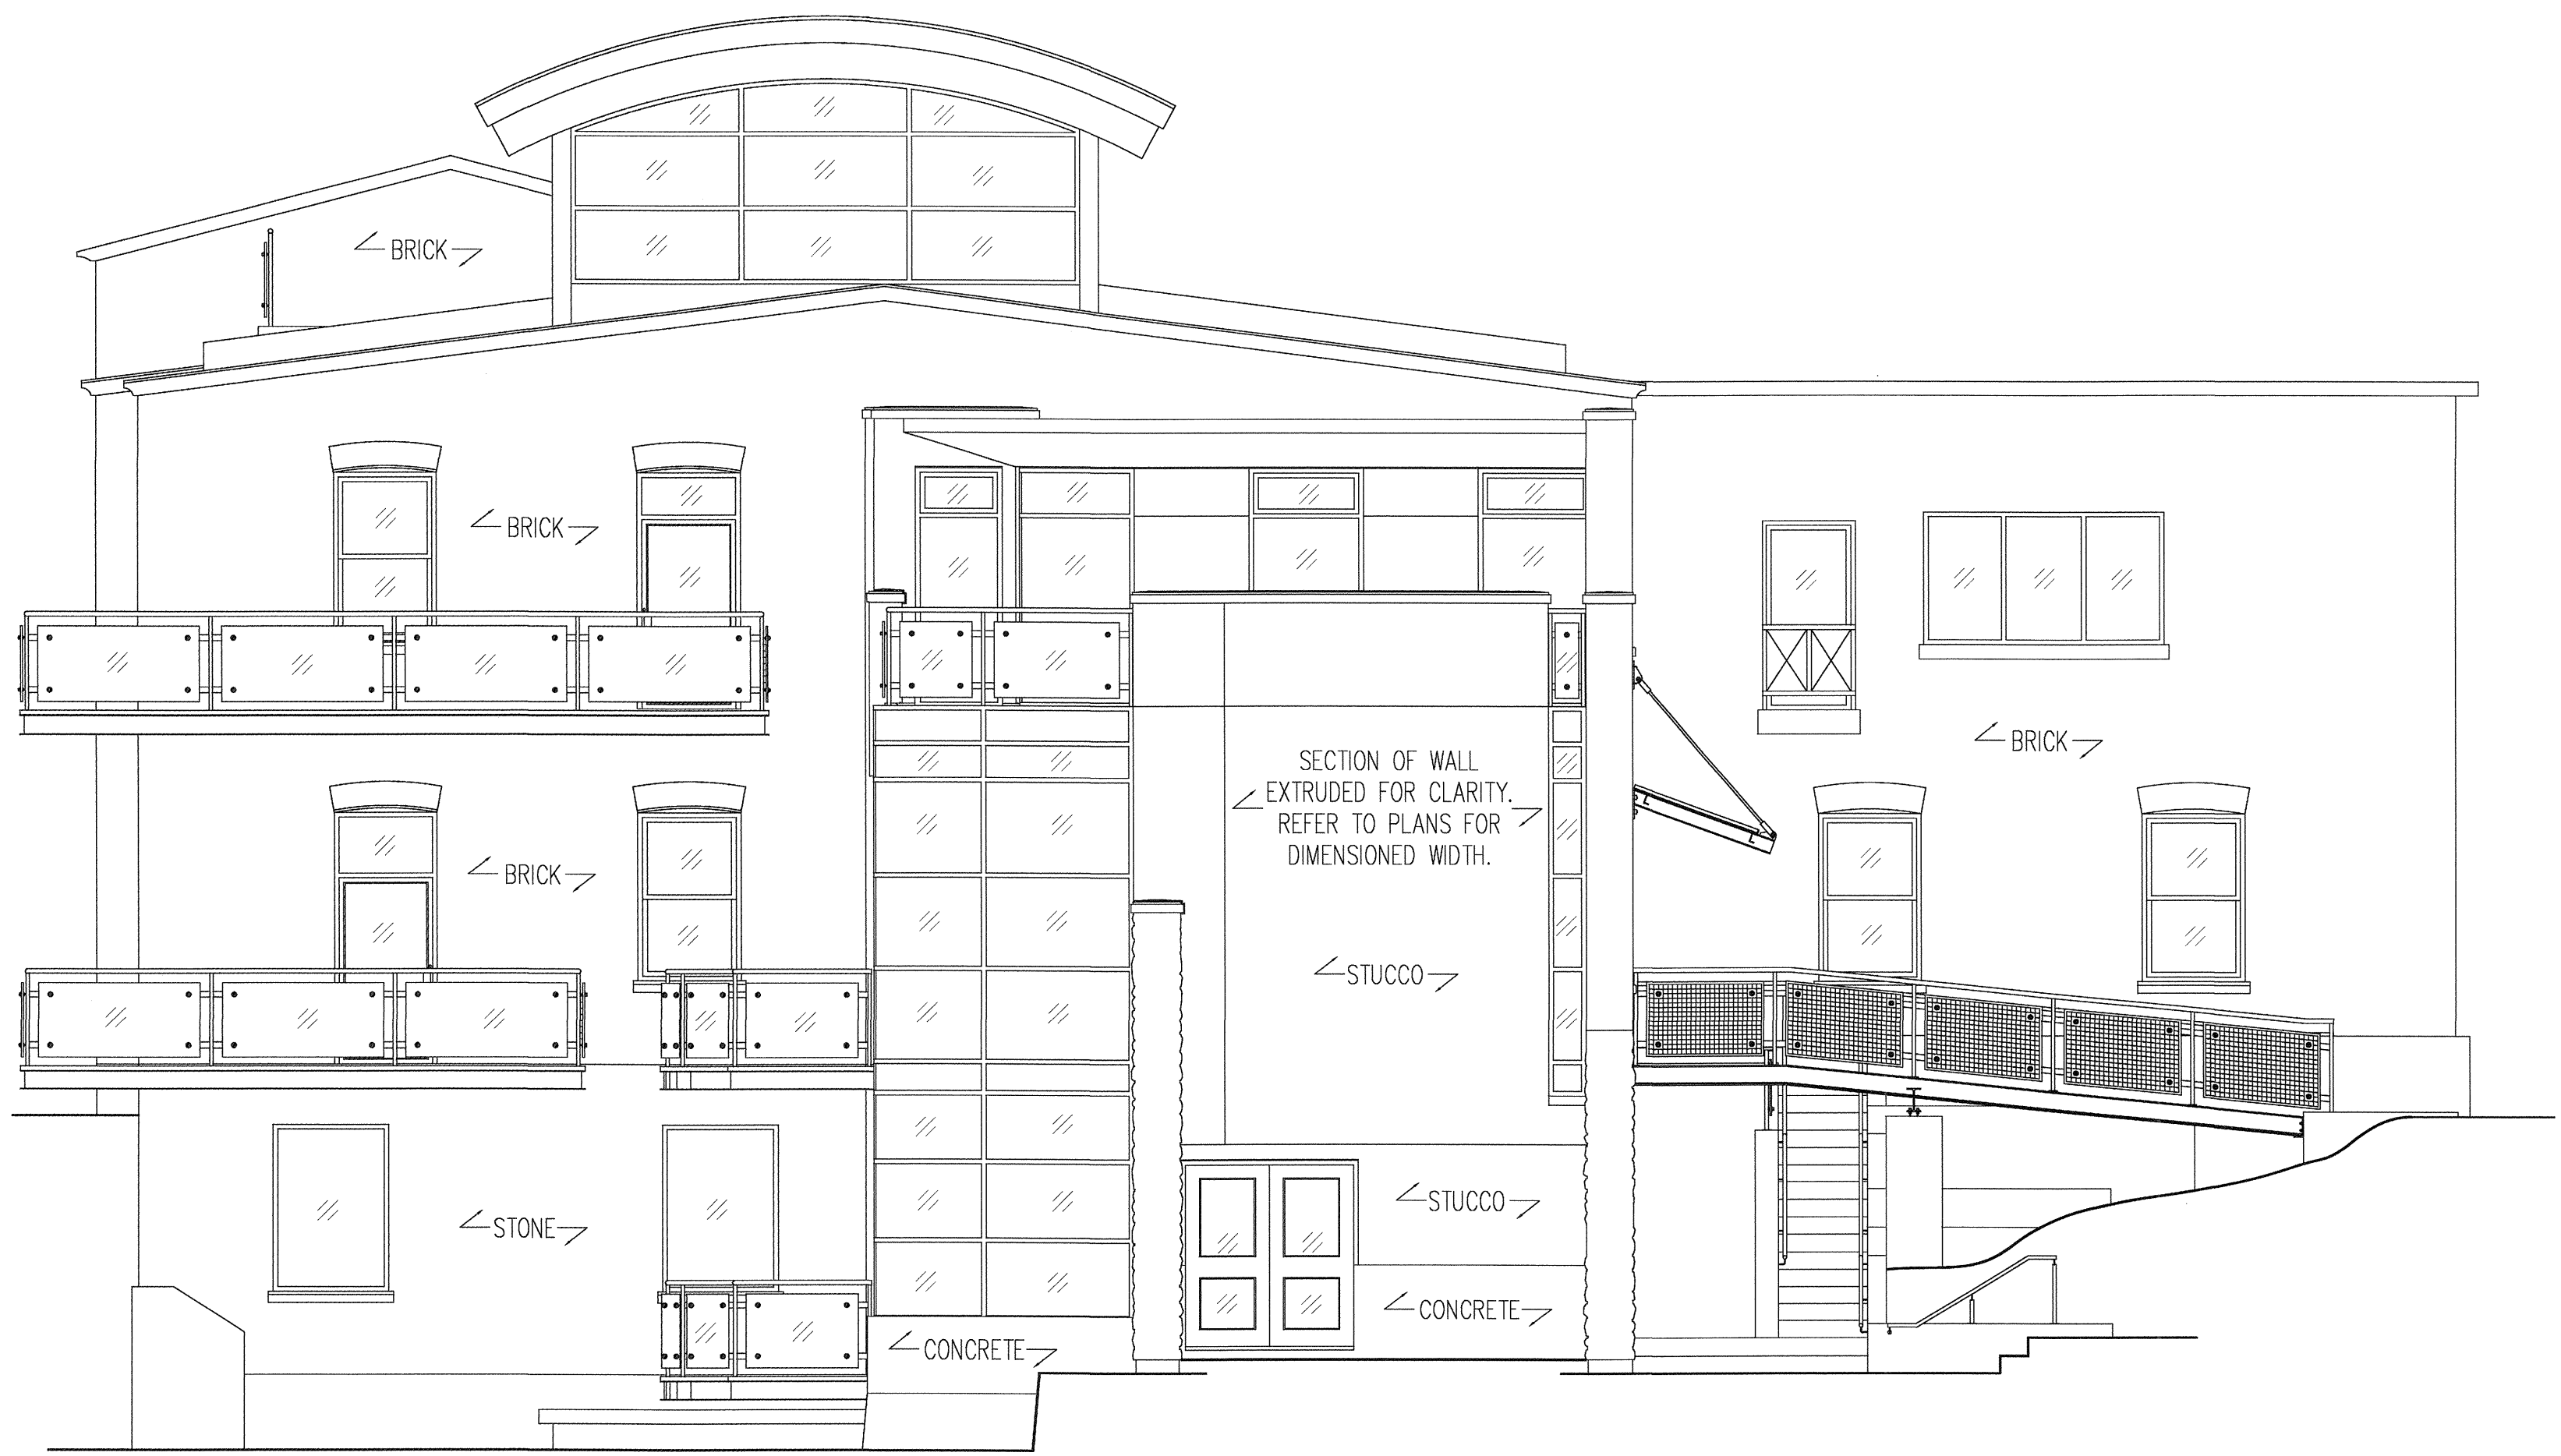 BRICK
BRICK
BRICK
SECTION OF WALL
EXTRUDED FOR CLARITY.
REFER TO PLANS FOR
DIMENSIONED WIDTH.
BRICK
STUCCO
STUCCO
STONE
CONCRETE
CONCRETE